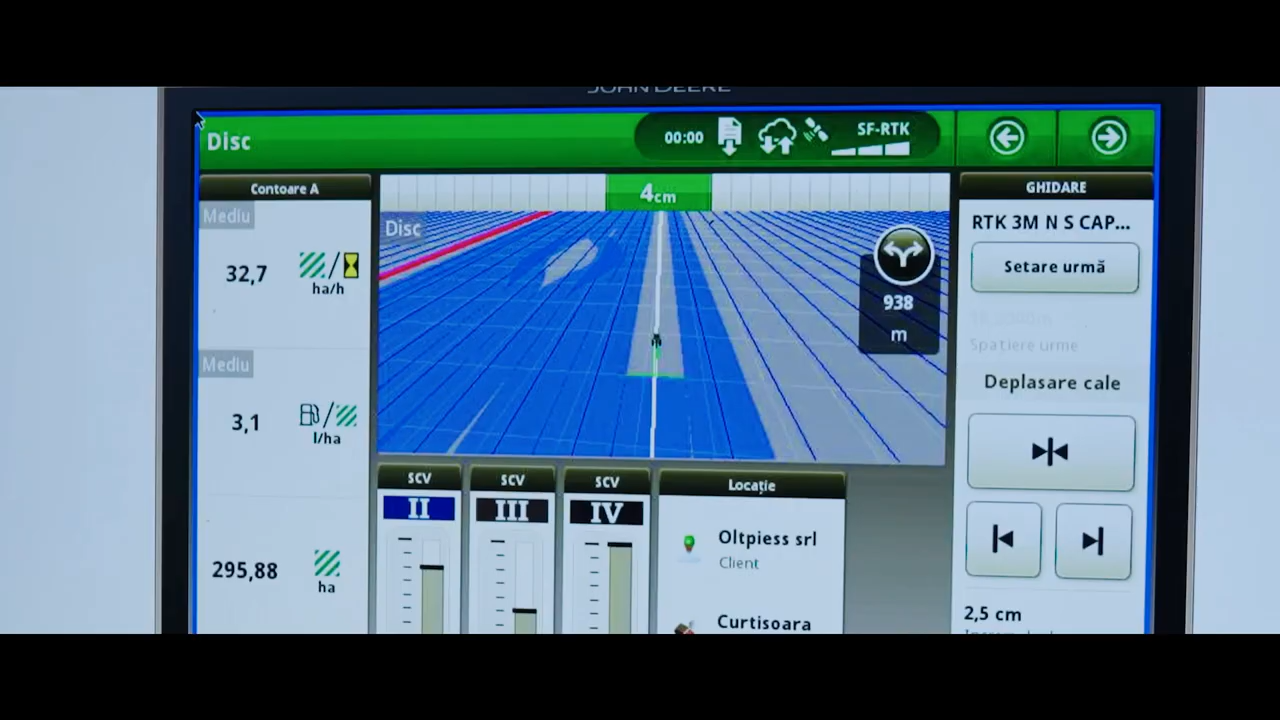 JOHN DEERE
Disc
00:00
SF-RTK
Contoare A
Mediu
32,7
ha/h
Mediu
3,1
l/ha
295,88
ha
4cm
Disc
938
m
SCV
II
SCV
III
SCV
IV
Locație
Oltpiess srl
Client
Curtisoara
GHIDARE
RTK 3M N S CAP...
Setare urmă
Spațiere urme
Deplasare cale
2,5 cm